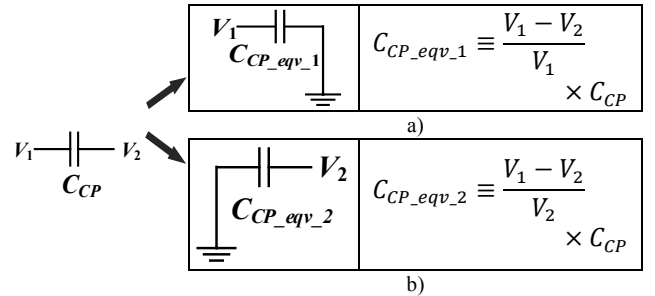 V₁ V₂
C_CP
V₁
C_CP_eqv_1
C_CP_eqv_1 ≡ (V₁ − V₂)/V₁
× C_CP
a)
V₂
C_CP_eqv_2
C_CP_eqv_2 ≡ (V₁ − V₂)/V₂
× C_CP
b)